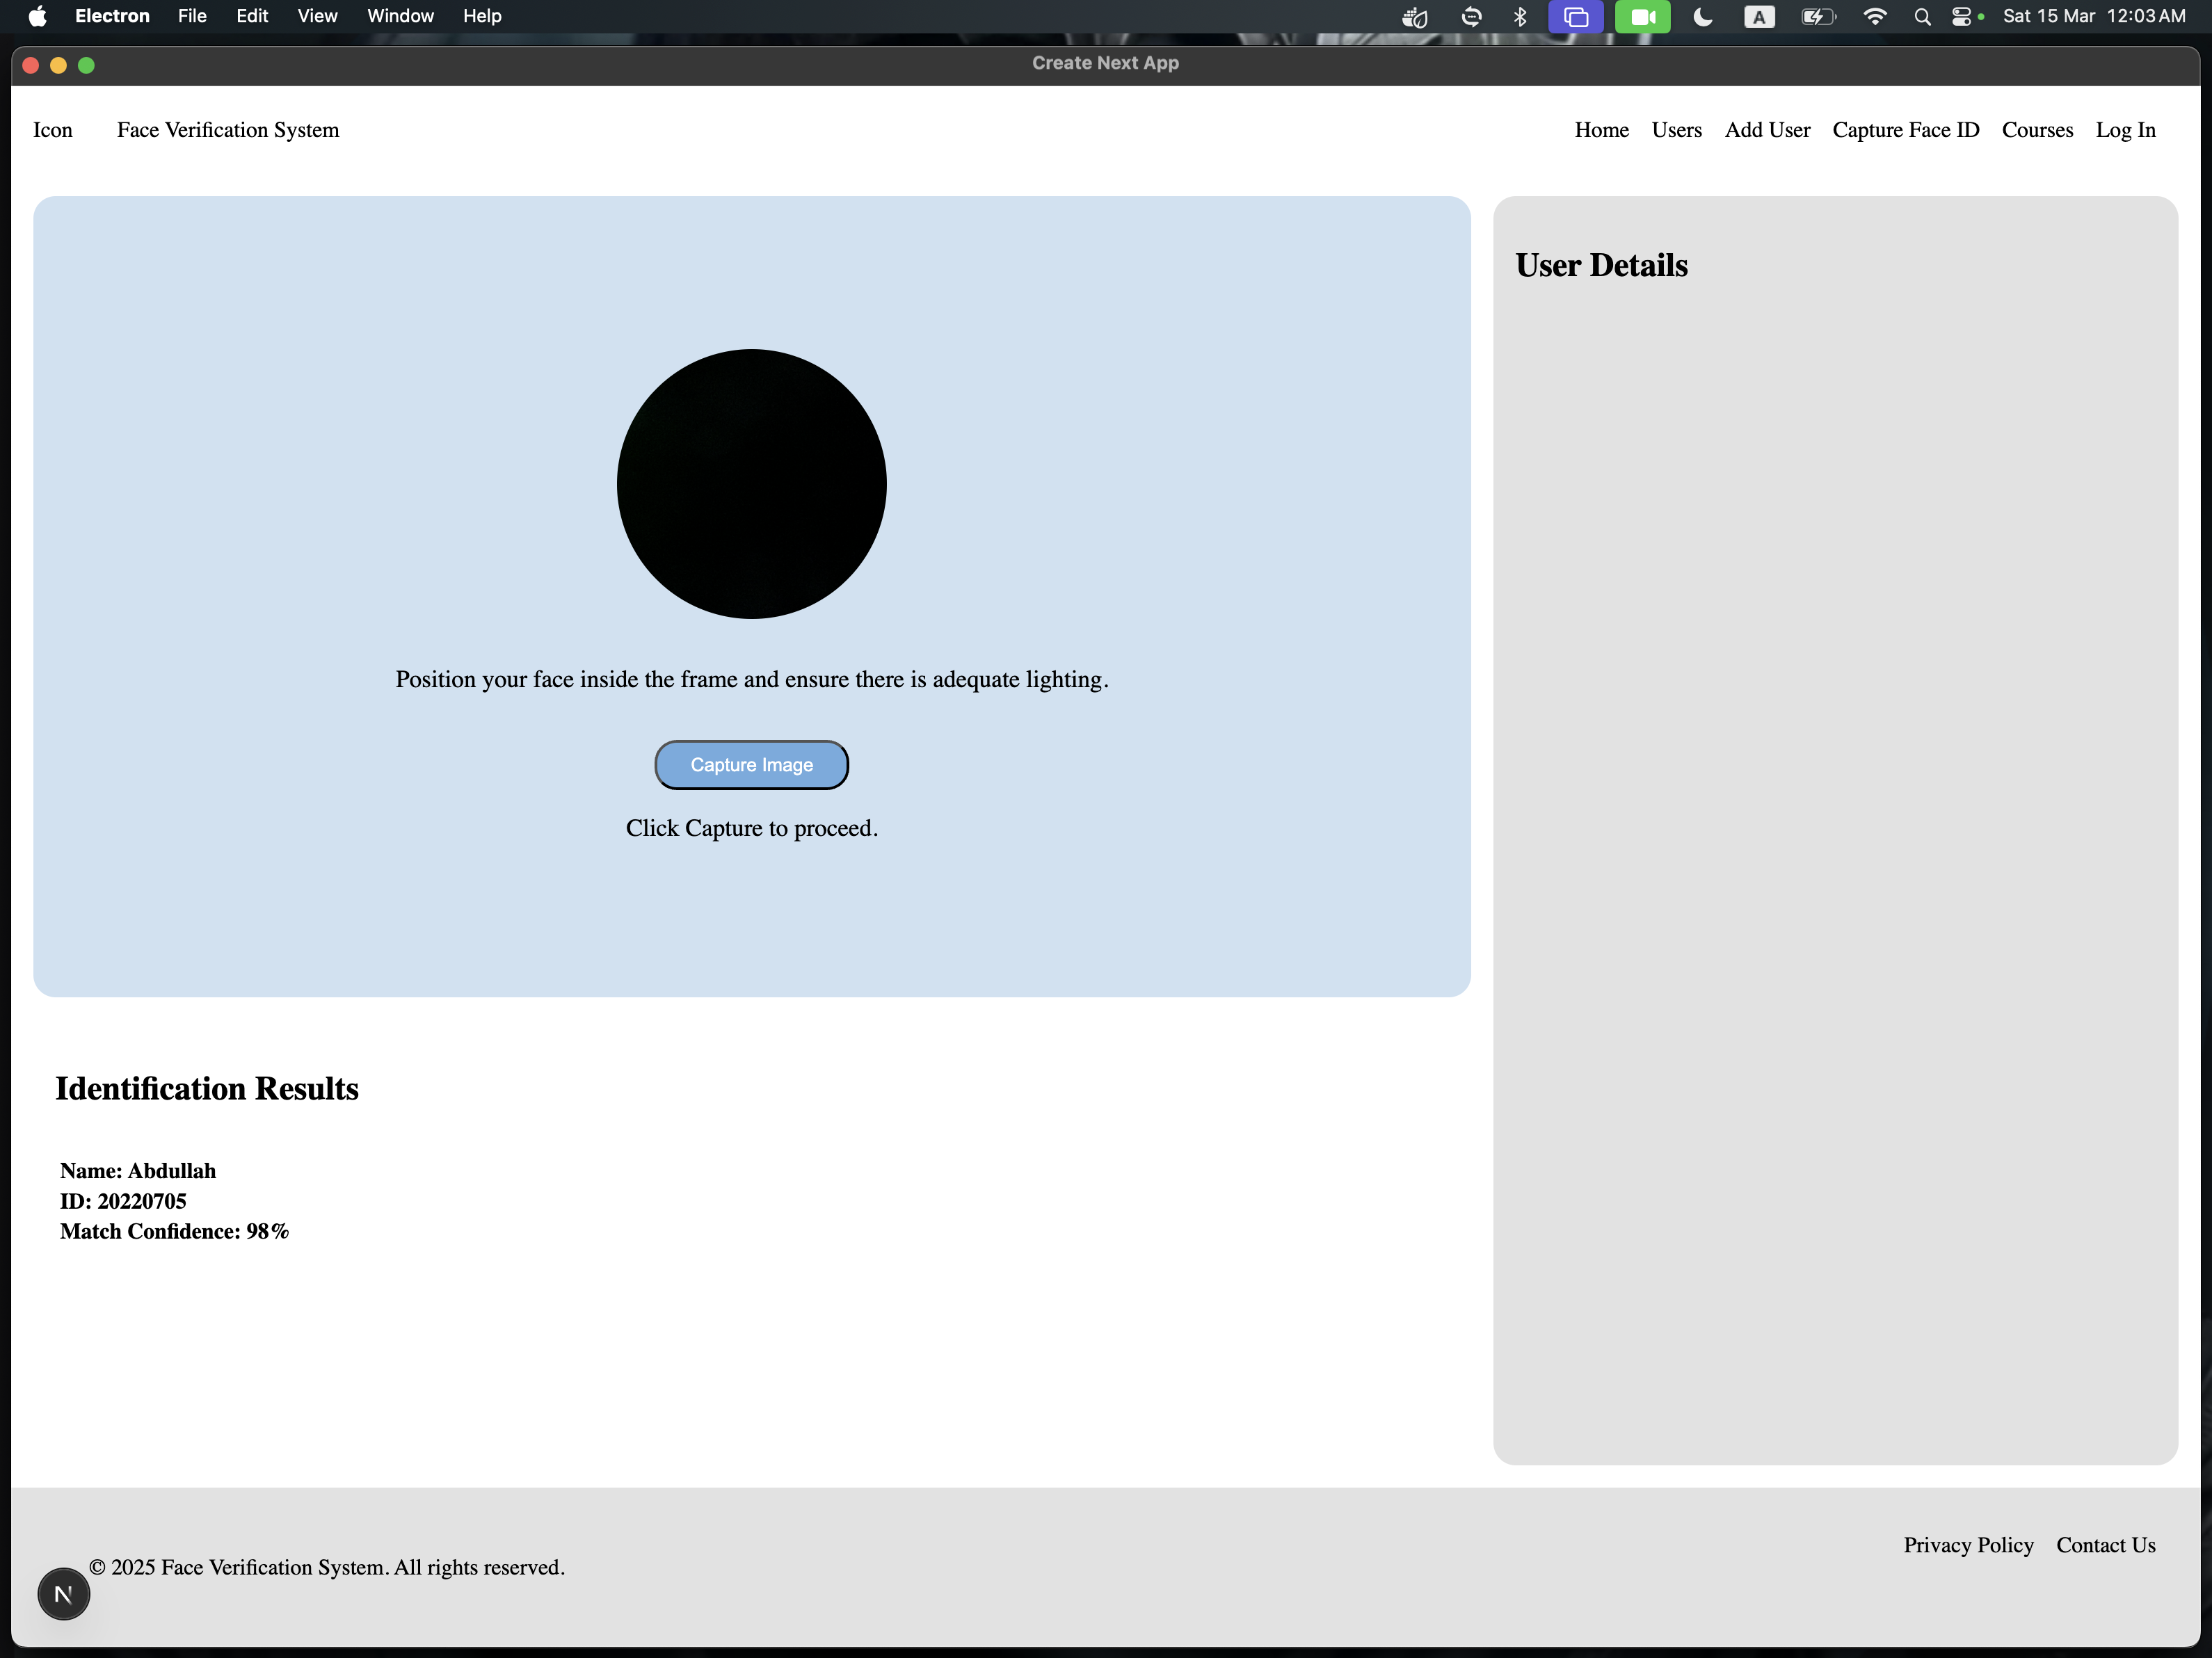 Electron File Edit View Window Help A Sat 15 Mar 12:03 AM
Create Next App
Icon Face Verification System Home Users Add User Capture Face ID Courses Log In
User Details
Position your face inside the frame and ensure there is adequate lighting.
Capture Image
Click Capture to proceed.
Identification Results
Name: Abdullah
ID: 20220705
Match Confidence: 98%
Privacy Policy Contact Us
© 2025 Face Verification System. All rights reserved.
N